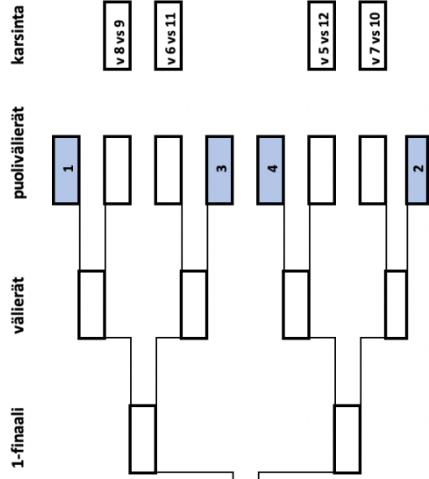 1-finaali välierät puolivälierät karsinta
1
v 8 vs 9
v 6 vs 11
3
4
v 5 vs 12
v 7 vs 10
2